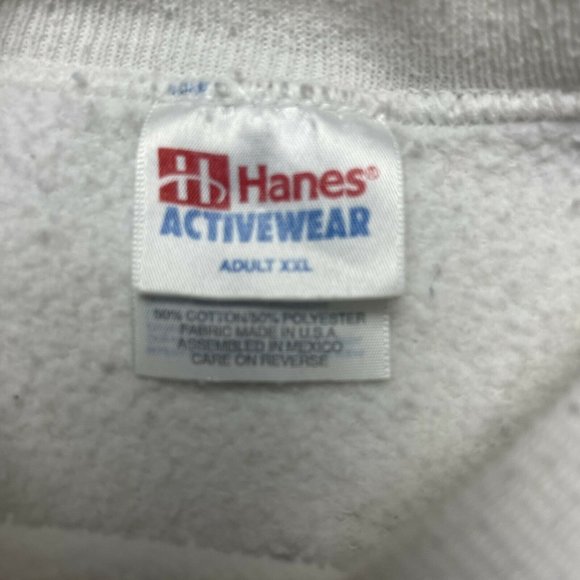 Hanes®
ACTIVEWEAR
ADULT XXL
50% COTTON/50% POLYESTER
FABRIC MADE IN U.S.A.
ASSEMBLED IN MEXICO
CARE ON REVERSE